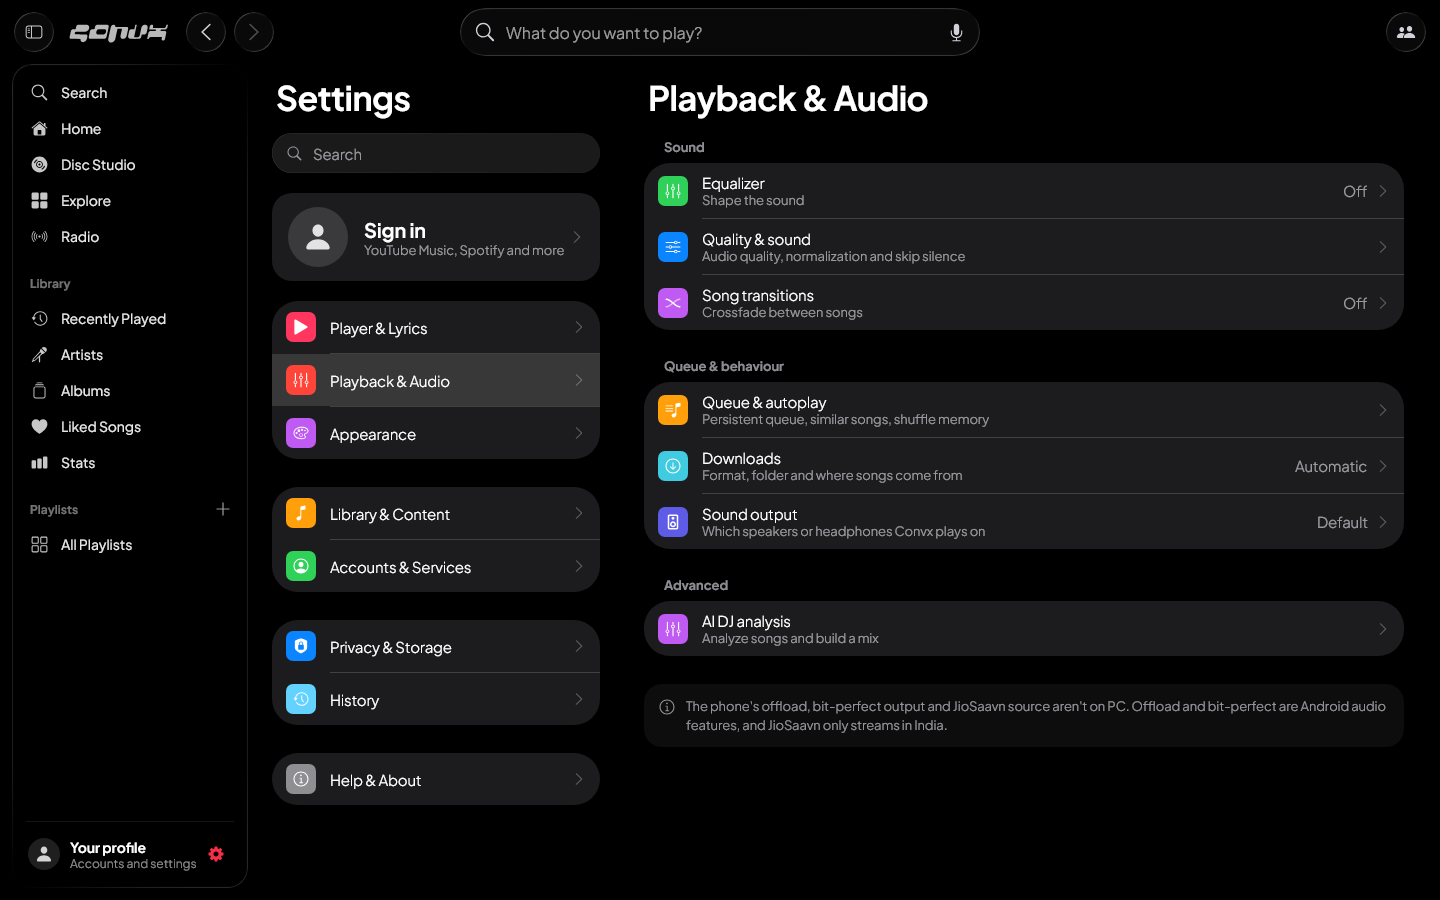 convx
What do you want to play?
Search
Home
Disc Studio
Explore
Radio
Library
Recently Played
Artists
Albums
Liked Songs
Stats
Playlists
All Playlists
Your profile
Accounts and settings
Settings
Search
Sign in
YouTube Music, Spotify and more
Player & Lyrics
Playback & Audio
Appearance
Library & Content
Accounts & Services
Privacy & Storage
History
Help & About
Playback & Audio
Sound
Equalizer
Off
Shape the sound
Quality & sound
Audio quality, normalization and skip silence
Song transitions
Off
Crossfade between songs
Queue & behaviour
Queue & autoplay
Persistent queue, similar songs, shuffle memory
Downloads
Automatic
Format, folder and where songs come from
Sound output
Default
Which speakers or headphones Convx plays on
Advanced
AI DJ analysis
Analyze songs and build a mix
The phone's offload, bit-perfect output and JioSaavn source aren't on PC. Offload and bit-perfect are Android audio
features, and JioSaavn only streams in India.